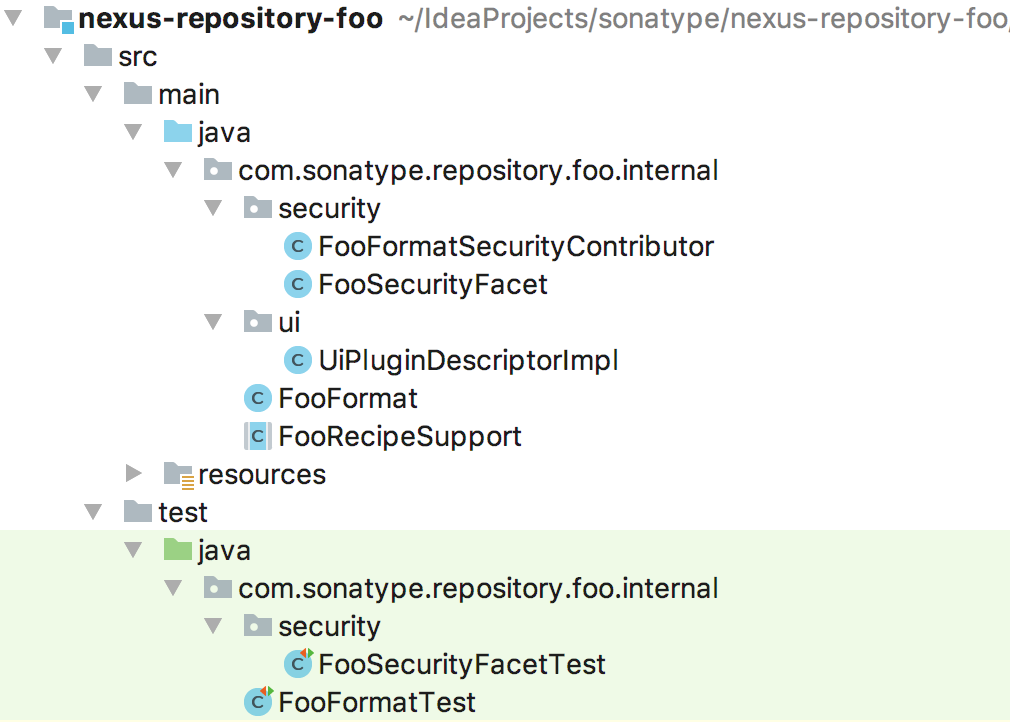 nexus-repository-foo ~/IdeaProjects/sonatype/nexus-repository-foo/
src
main
java
com.sonatype.repository.foo.internal
security
C FooFormatSecurityContributor
C FooSecurityFacet
ui
C UiPluginDescriptorImpl
C FooFormat
C FooRecipeSupport
resources
test
java
com.sonatype.repository.foo.internal
security
C FooSecurityFacetTest
C FooFormatTest